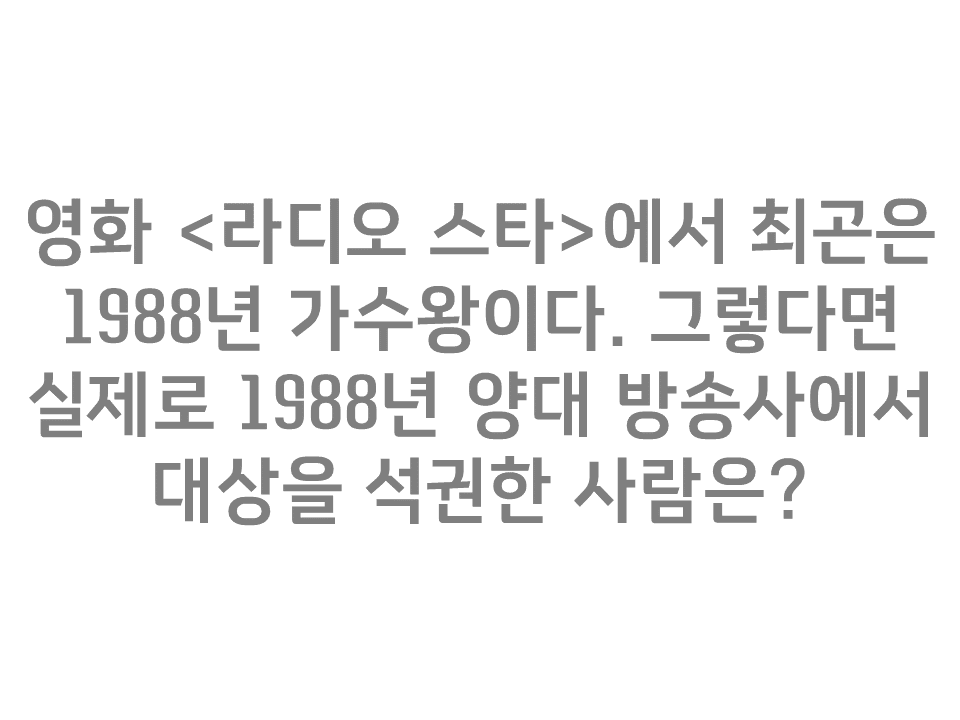 영화 <라디오 스타>에서 최곤은
1988년 가수왕이다. 그렇다면
실제로 1988년 양대 방송사에서
대상을 석권한 사람은?